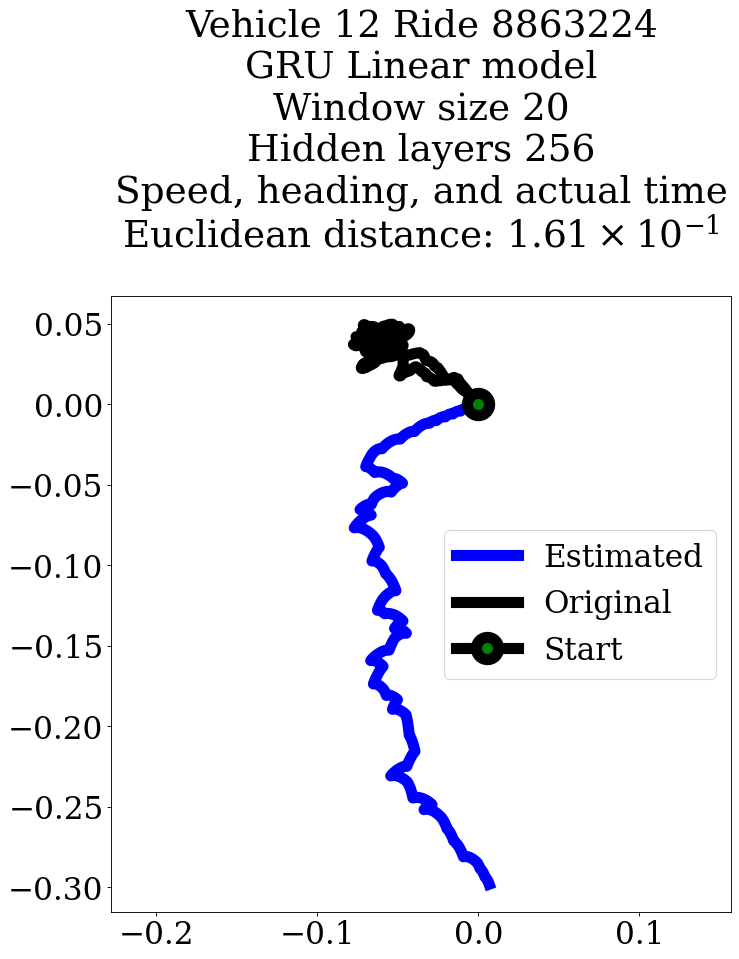 Vehicle 12 Ride 8863224
GRU Linear model
Window size 20
Hidden layers 256
Speed, heading, and actual time
Euclidean distance: 1.61 × 10⁻¹
0.05
0.00
−0.05
−0.10
−0.15
−0.20
−0.25
−0.30
Estimated
Original
Start
−0.2
−0.1
0.0
0.1